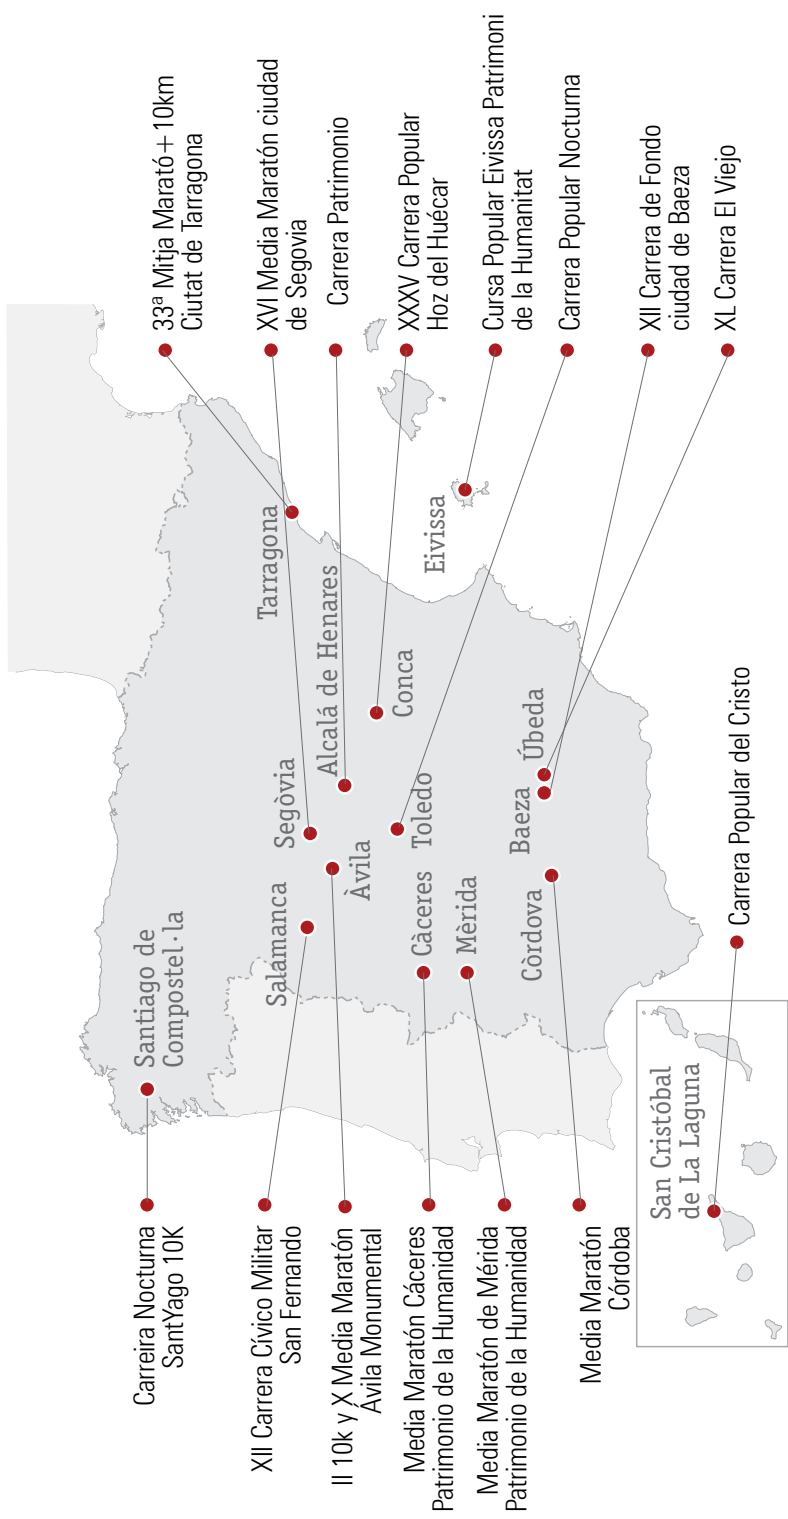 Carreira Nocturna
SantYago 10K
XII Carrera Cívico Militar
San Fernando
II 10k y X Media Maratón
Ávila Monumental
Media Maratón Cáceres
Patrimonio de la Humanidad
Media Maratón de Mérida
Patrimonio de la Humanidad
Media Maratón
Córdoba
Santiago de
Compostel·la
Salamanca
Segòvia
Àvila
Alcalá de Henares
Tarragona
Conca
Toledo
Càceres
Mèrida
Eivissa
Baeza
Úbeda
Còrdova
San Cristóbal
de La Laguna
33ª Mitja Marató+10km
Ciutat de Tarragona
XVI Media Maratón ciudad
de Segovia
Carrera Patrimonio
XXXV Carrera Popular
Hoz del Huécar
Cursa Popular Eivissa Patrimoni
de la Humanitat
Carrera Popular Nocturna
XII Carrera de Fondo
ciudad de Baeza
XL Carrera El Viejo
Carrera Popular del Cristo